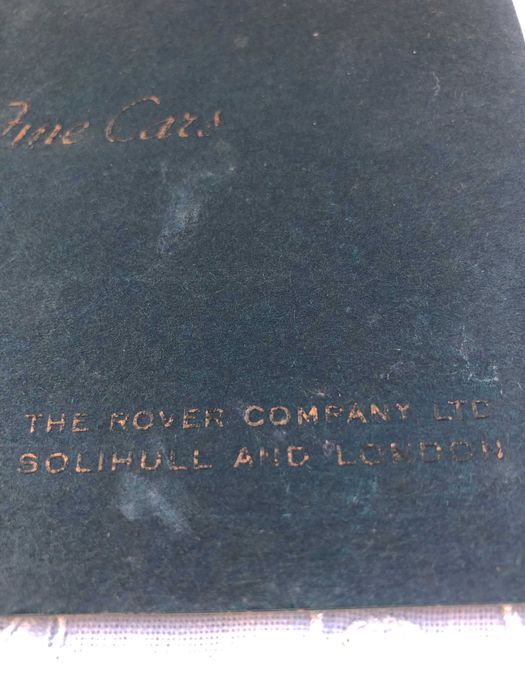 Fine Cars
THE ROVER COMPANY LTD
SOLIHULL AND LONDON